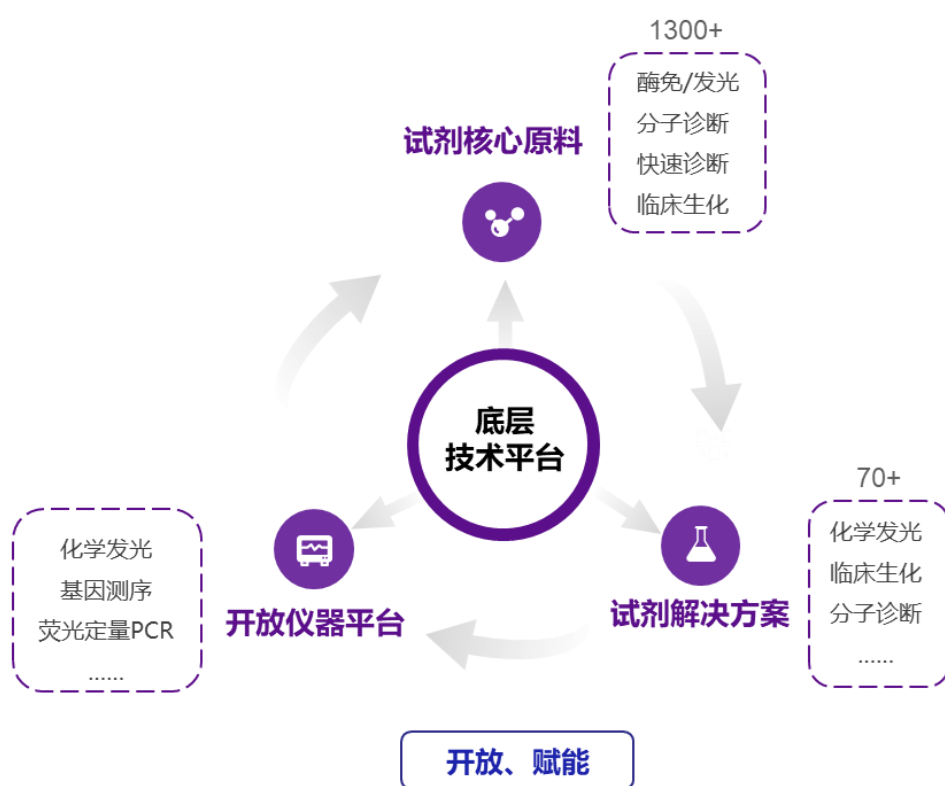 1300+
酶免/发光
分子诊断
快速诊断
临床生化
试剂核心原料
底层
技术平台
化学发光
基因测序
荧光定量PCR
......
开放仪器平台
70+
化学发光
临床生化
分子诊断
......
试剂解决方案
开放、赋能